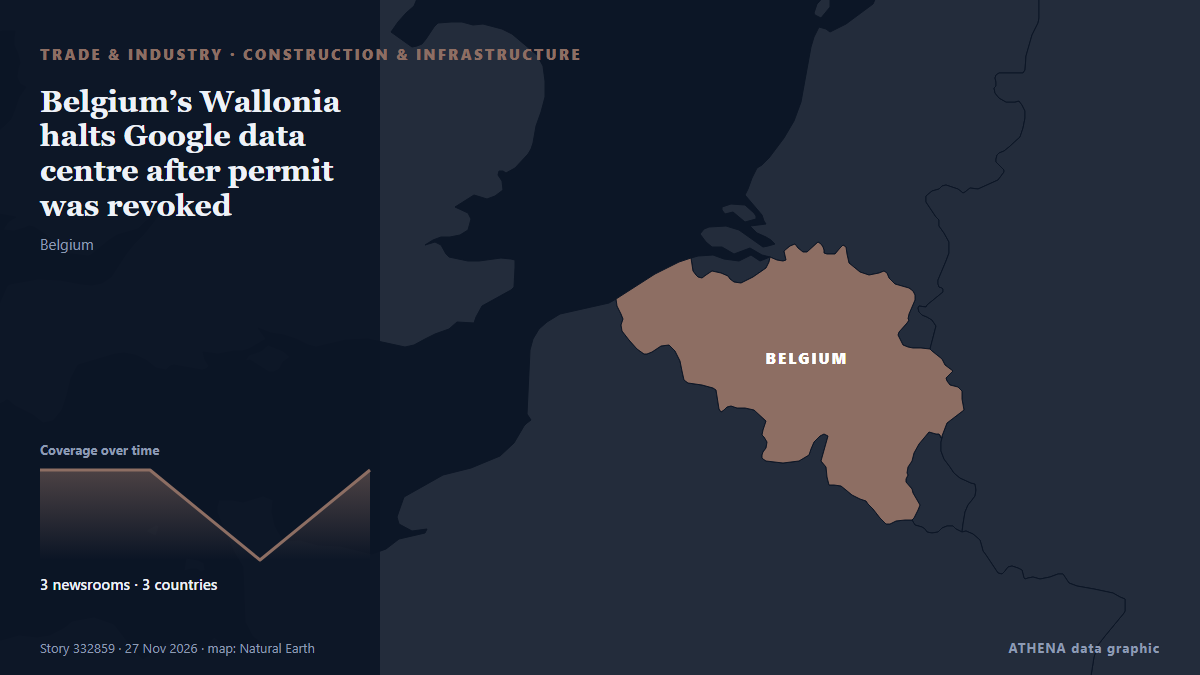 TRADE & INDUSTRY · CONSTRUCTION & INFRASTRUCTURE
Belgium’s Wallonia
halts Google data
centre after permit
was revoked
Belgium
BELGIUM
Coverage over time
3 newsrooms · 3 countries
Story 332859 · 27 Nov 2026 · map: Natural Earth
ATHENA data graphic